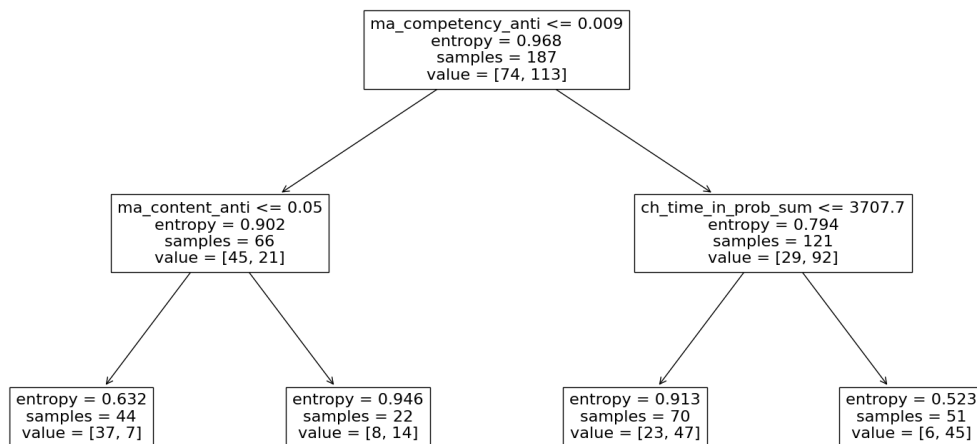 ma_competency_anti <= 0.009
entropy = 0.968
samples = 187
value = [74, 113]
ma_content_anti <= 0.05
entropy = 0.902
samples = 66
value = [45, 21]
ch_time_in_prob_sum <= 3707.7
entropy = 0.794
samples = 121
value = [29, 92]
entropy = 0.632
samples = 44
value = [37, 7]
entropy = 0.946
samples = 22
value = [8, 14]
entropy = 0.913
samples = 70
value = [23, 47]
entropy = 0.523
samples = 51
value = [6, 45]